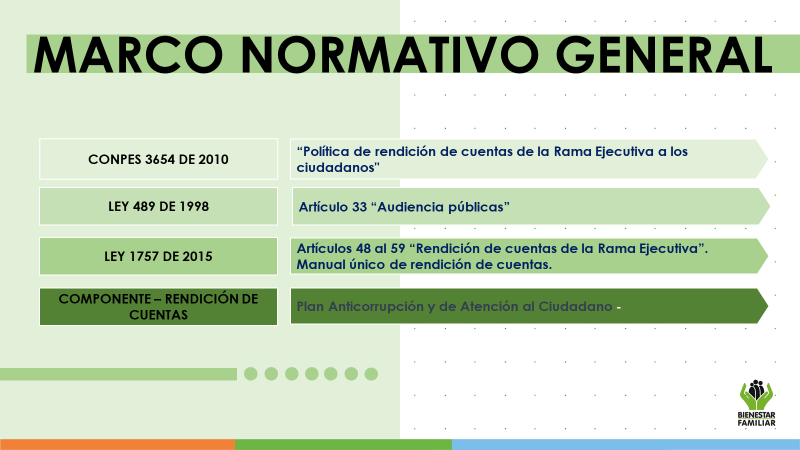 MARCO NORMATIVO GENERAL
CONPES 3654 DE 2010
“Política de rendición de cuentas de la Rama Ejecutiva a los
ciudadanos”
LEY 489 DE 1998
Artículo 33 “Audiencia públicas”
LEY 1757 DE 2015
Artículos 48 al 59 “Rendición de cuentas de la Rama Ejecutiva”.
Manual único de rendición de cuentas.
COMPONENTE – RENDICIÓN DE
CUENTAS
Plan Anticorrupción y de Atención al Ciudadano -
BIENESTAR
FAMILIAR